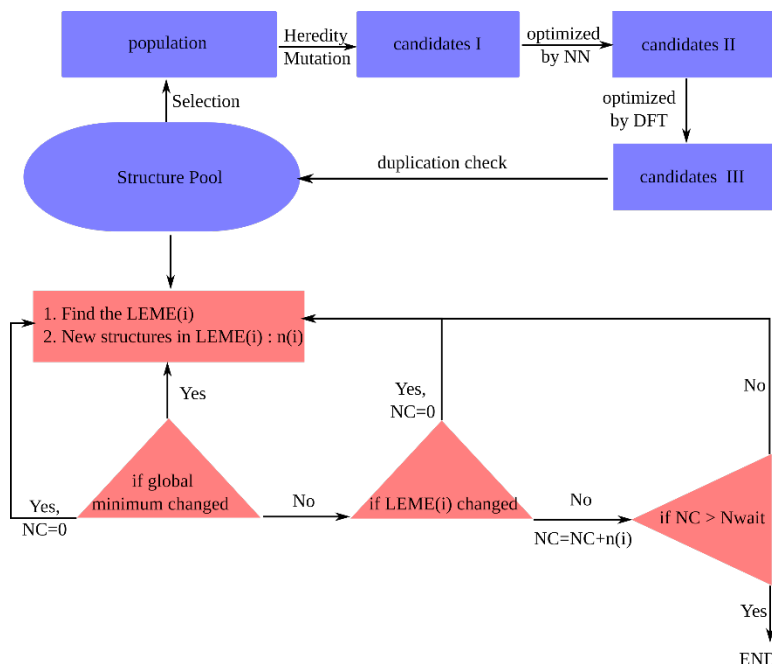 population
Heredity
Mutation
candidates I
optimized
by NN
candidates II
Selection
optimized
by DFT
Structure Pool
duplication check
candidates III
1. Find the LEME(i)
2. New structures in LEME(i) : n(i)
Yes
Yes,
NC=0
No
if global
minimum changed
Yes,
NC=0
No
if LEME(i) changed
No
NC=NC+n(i)
if NC > Nwait
Yes
END